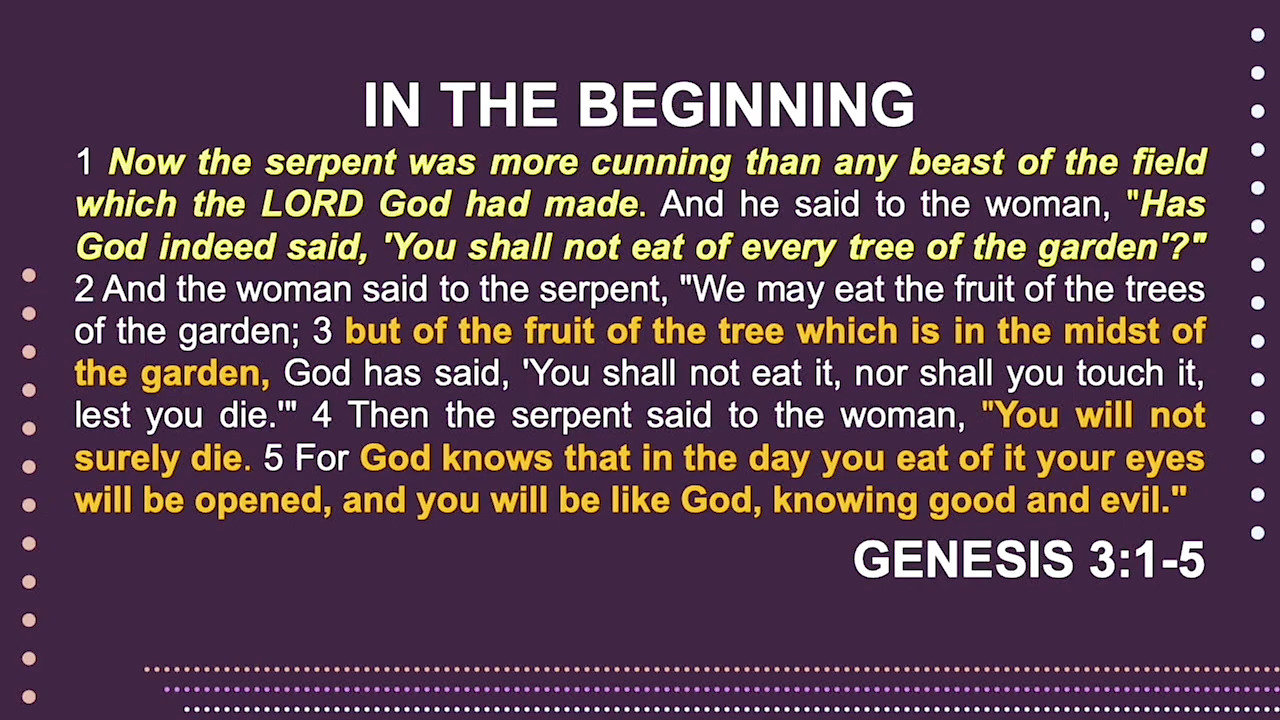 IN THE BEGINNING
1 Now the serpent was more cunning than any beast of the field
which the LORD God had made. And he said to the woman, "Has
God indeed said, 'You shall not eat of every tree of the garden'?"
2 And the woman said to the serpent, "We may eat the fruit of the trees
of the garden; 3 but of the fruit of the tree which is in the midst of
the garden, God has said, 'You shall not eat it, nor shall you touch it,
lest you die.'" 4 Then the serpent said to the woman, "You will not
surely die. 5 For God knows that in the day you eat of it your eyes
will be opened, and you will be like God, knowing good and evil."
GENESIS 3:1-5